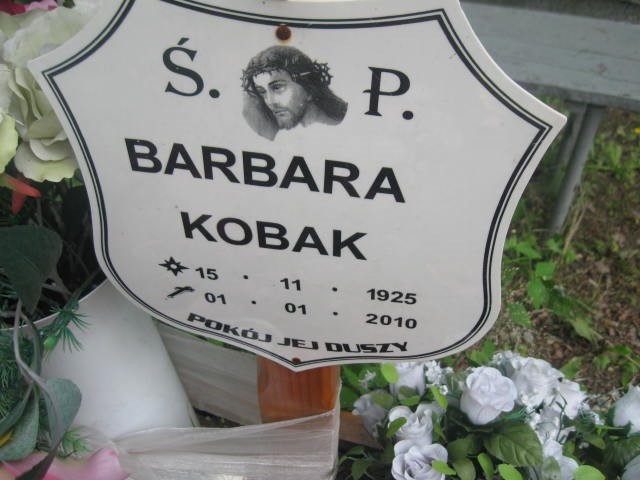 Ś. P.
BARBARA
KOBAK
15 . 11 . 1925
01 . 01 . 2010
POKÓJ JEJ DUSZY